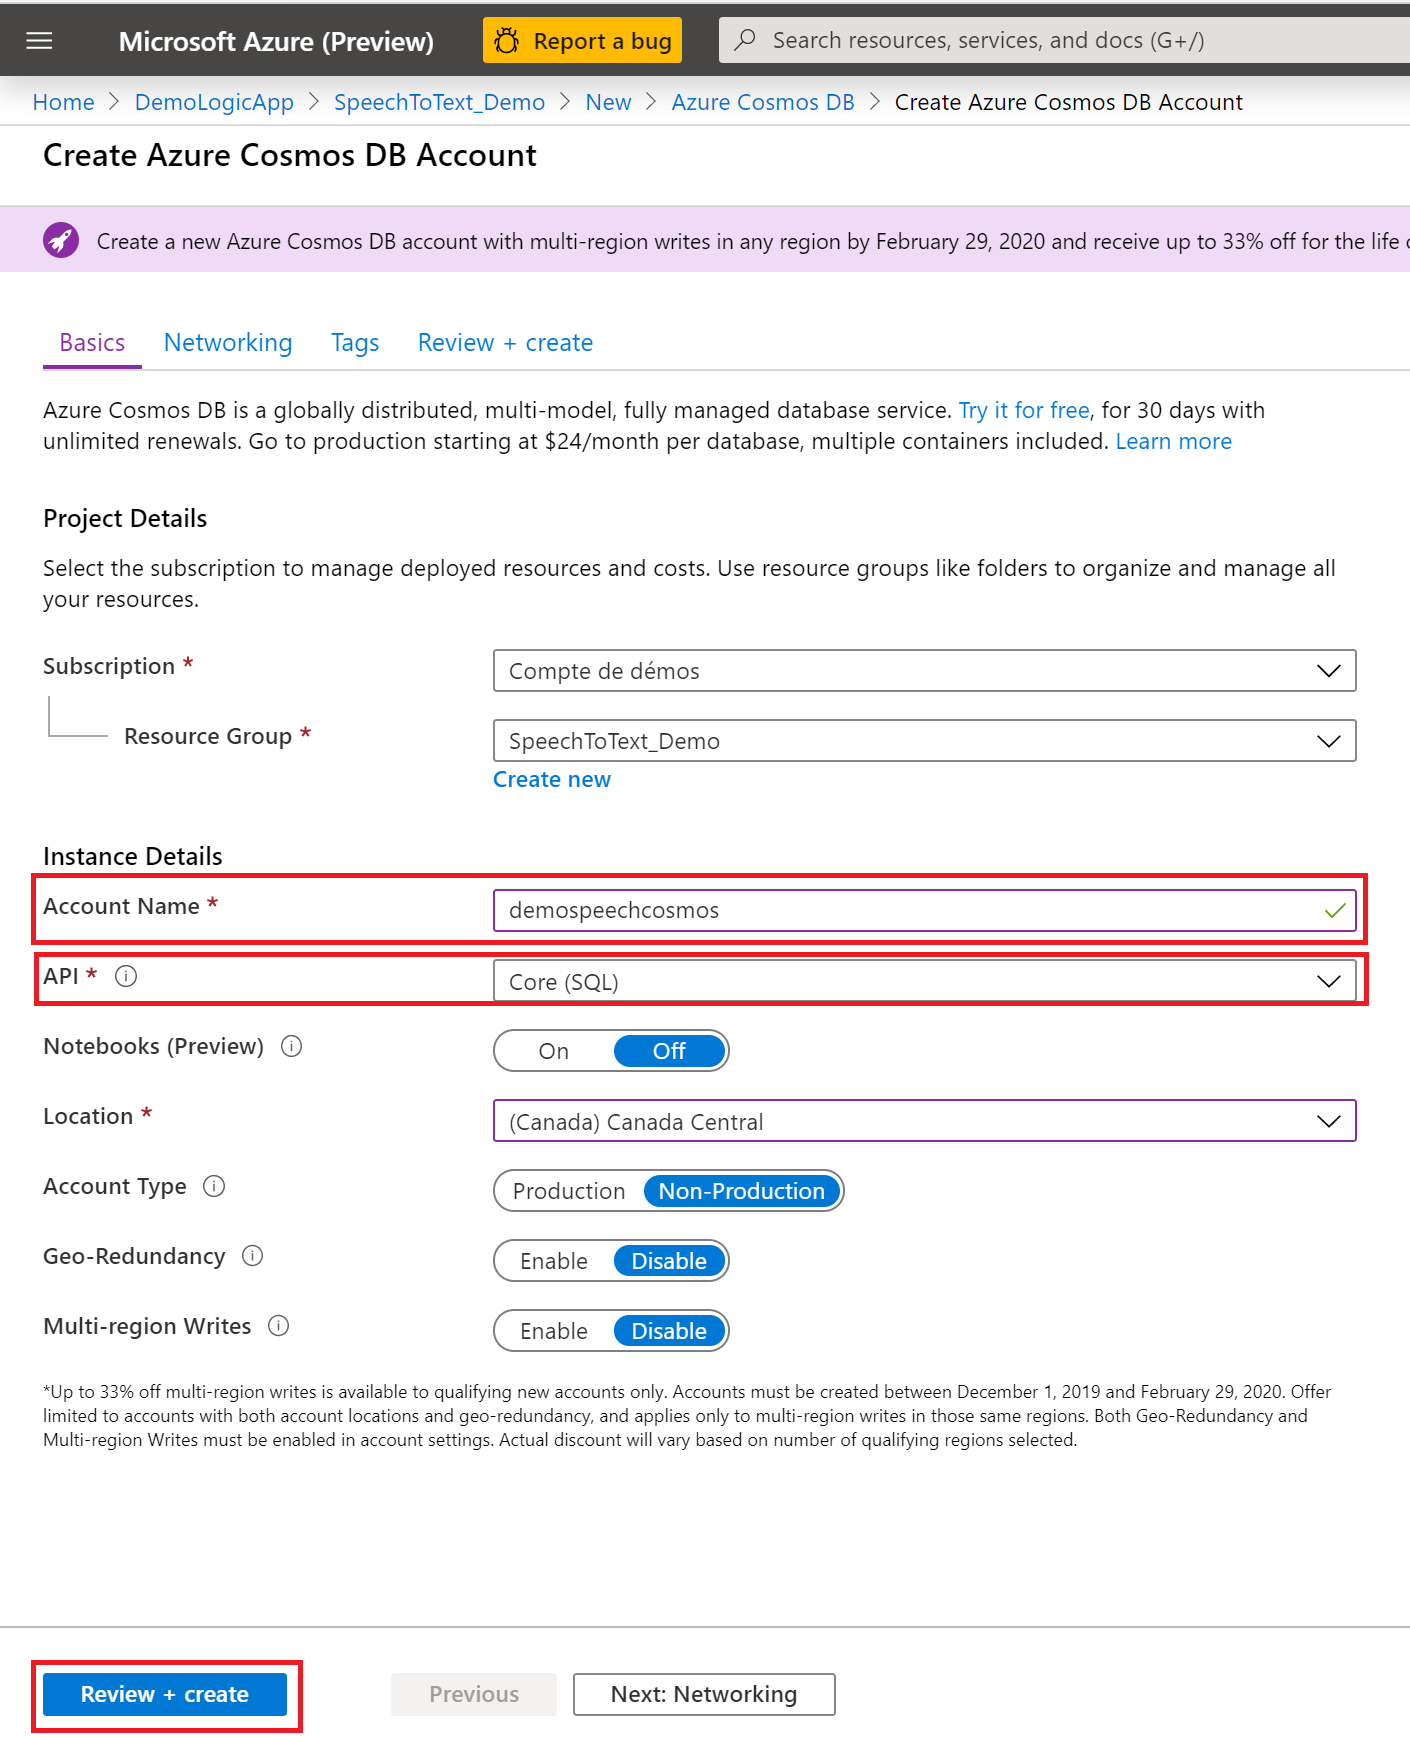 Microsoft Azure (Preview) Report a bug Search resources, services, and docs (G+/)
Home > DemoLogicApp > SpeechToText_Demo > New > Azure Cosmos DB > Create Azure Cosmos DB Account
Create Azure Cosmos DB Account
Create a new Azure Cosmos DB account with multi-region writes in any region by February 29, 2020 and receive up to 33% off for the life
Basics Networking Tags Review + create
Azure Cosmos DB is a globally distributed, multi-model, fully managed database service. Try it for free, for 30 days with
unlimited renewals. Go to production starting at $24/month per database, multiple containers included. Learn more
Project Details
Select the subscription to manage deployed resources and costs. Use resource groups like folders to organize and manage all
your resources.
Subscription * Compte de démos
Resource Group * SpeechToText_Demo
Create new
Instance Details
Account Name * demospeechcosmos
API * Core (SQL)
Notebooks (Preview) On Off
Location * (Canada) Canada Central
Account Type Production Non-Production
Geo-Redundancy Enable Disable
Multi-region Writes Enable Disable
*Up to 33% off multi-region writes is available to qualifying new accounts only. Accounts must be created between December 1, 2019 and February 29, 2020. Offer
limited to accounts with both account locations and geo-redundancy, and applies only to multi-region writes in those same regions. Both Geo-Redundancy and
Multi-region Writes must be enabled in account settings. Actual discount will vary based on number of qualifying regions selected.
Review + create Previous Next: Networking